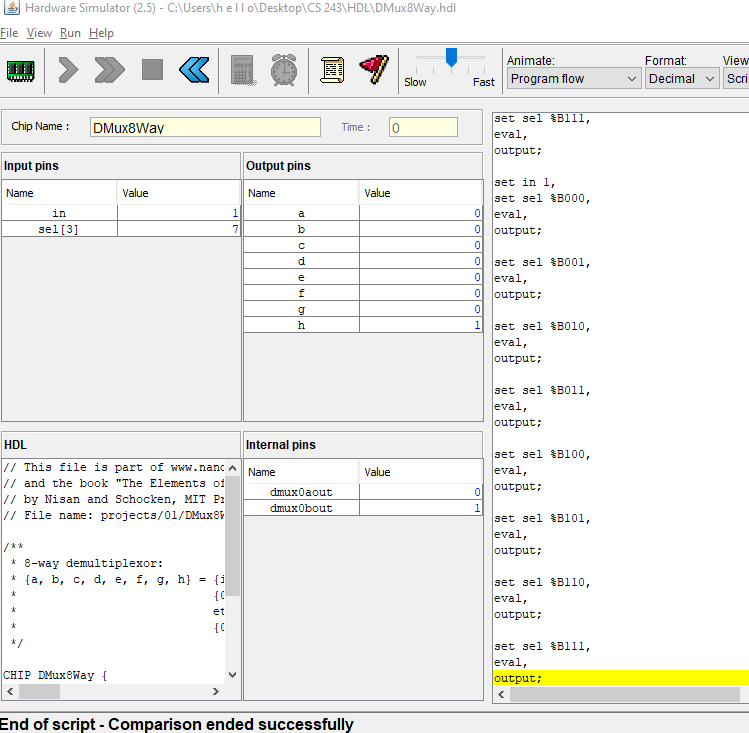 Hardware Simulator (2.5) - C:\Users\h e l l o\Desktop\CS 243\HDL\DMux8Way.hdl
File View Run Help
Slow Fast
Animate:
Program flow
Format:
Decimal
View
Scri
Chip Name : DMux8Way Time : 0
Input pins
Name Value
in 1
sel[3] 7
Output pins
Name Value
a 0
b 0
c 0
d 0
e 0
f 0
g 0
h 1
HDL
// This file is part of www.nand
// and the book "The Elements of
// by Nisan and Schocken, MIT Pr
// File name: projects/01/DMux8W
/**
* 8-way demultiplexor:
* {a, b, c, d, e, f, g, h} = {i
* {0
* et
* {0
*/
CHIP DMux8Way {
Internal pins
Name Value
dmux0aout 0
dmux0bout 1
set sel %B111,
eval,
output;
set in 1,
set sel %B000,
eval,
output;
set sel %B001,
eval,
output;
set sel %B010,
eval,
output;
set sel %B011,
eval,
output;
set sel %B100,
eval,
output;
set sel %B101,
eval,
output;
set sel %B110,
eval,
output;
set sel %B111,
eval,
output;
End of script - Comparison ended successfully